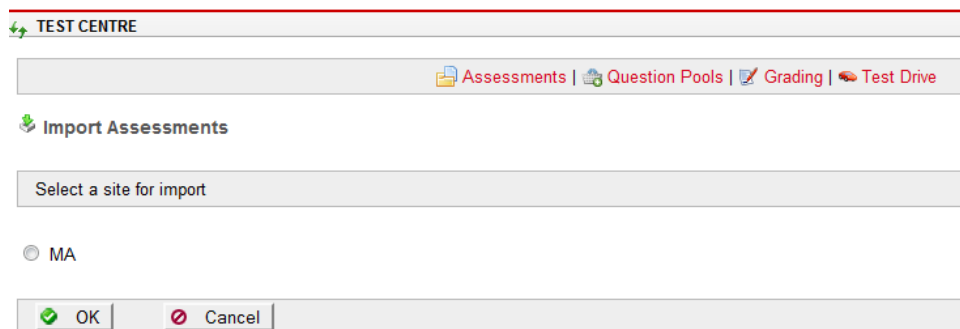 TEST CENTRE
Assessments | Question Pools | Grading | Test Drive
Import Assessments
Select a site for import
MA
OK Cancel